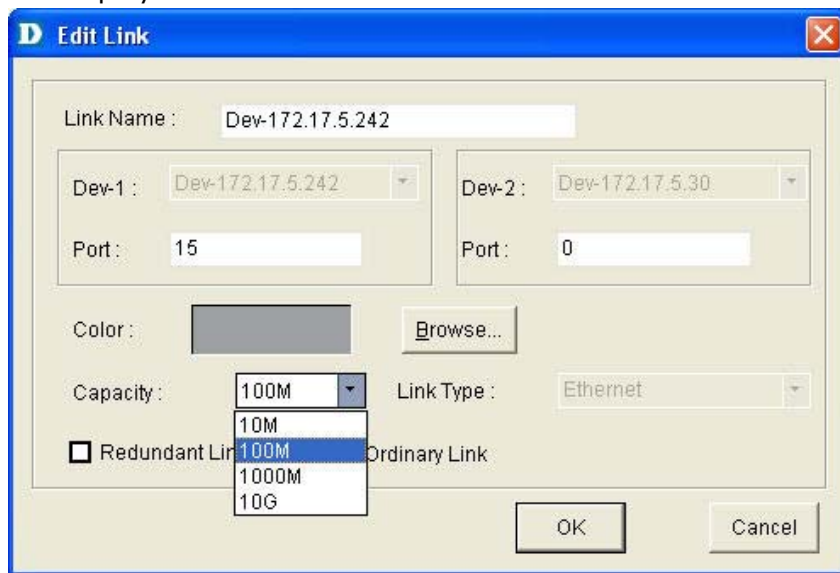 D Edit Link
Link Name : Dev-172.17.5.242
Dev-1 : Dev-172.17.5.242 Dev-2 : Dev-172.17.5.30
Port : 15 Port : 0
Color : Browse...
Capacity : 100M Link Type : Ethernet
10M
Redundant 100M Ordinary Link
1000M
10G
OK Cancel